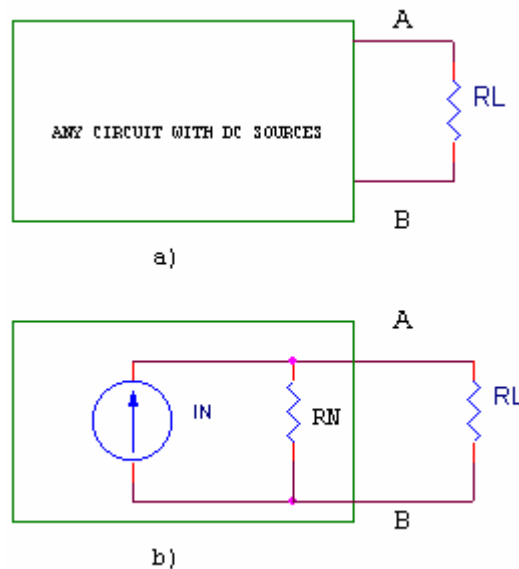 A
RL
ANY CIRCUIT WITH DC SOURCES
B
a)
A
IN
RN
RL
B
b)